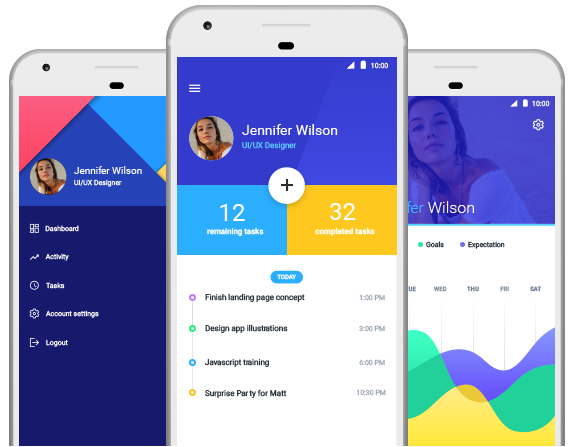 Jennifer Wilson
UI/UX Designer
Dashboard
Activity
Tasks
Account settings
Logout
10:00
Jennifer Wilson
UI/UX Designer
12
remaining tasks
32
completed tasks
TODAY
Finish landing page concept 1:00 PM
Design app illustrations 3:00 PM
Javascript training 6:00 PM
Surprise Party for Matt 10:30 PM
10:00
fer Wilson
Goals Expectation
UE WED THU FRI SAT